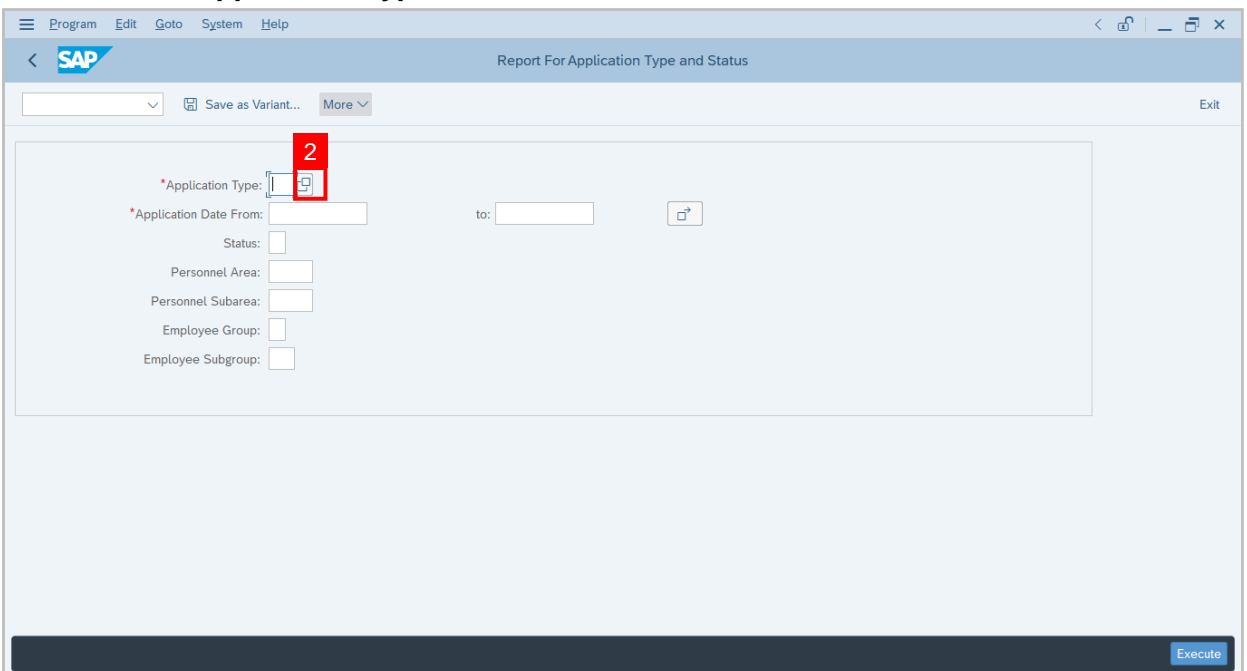 Program Edit Goto System Help
SAP
Report For Application Type and Status
Save as Variant... More
Exit
2
*Application Type:
*Application Date From:
to:
Status:
Personnel Area:
Personnel Subarea:
Employee Group:
Employee Subgroup:
Execute